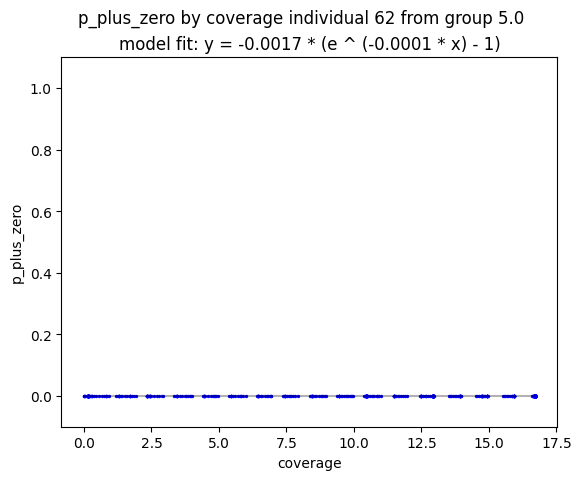 p_plus_zero by coverage individual 62 from group 5.0
model fit: y = -0.0017 * (e ^ (-0.0001 * x) - 1)
1.0
0.8
0.6
0.4
0.2
0.0
p_plus_zero
0.0 2.5 5.0 7.5 10.0 12.5 15.0 17.5
coverage